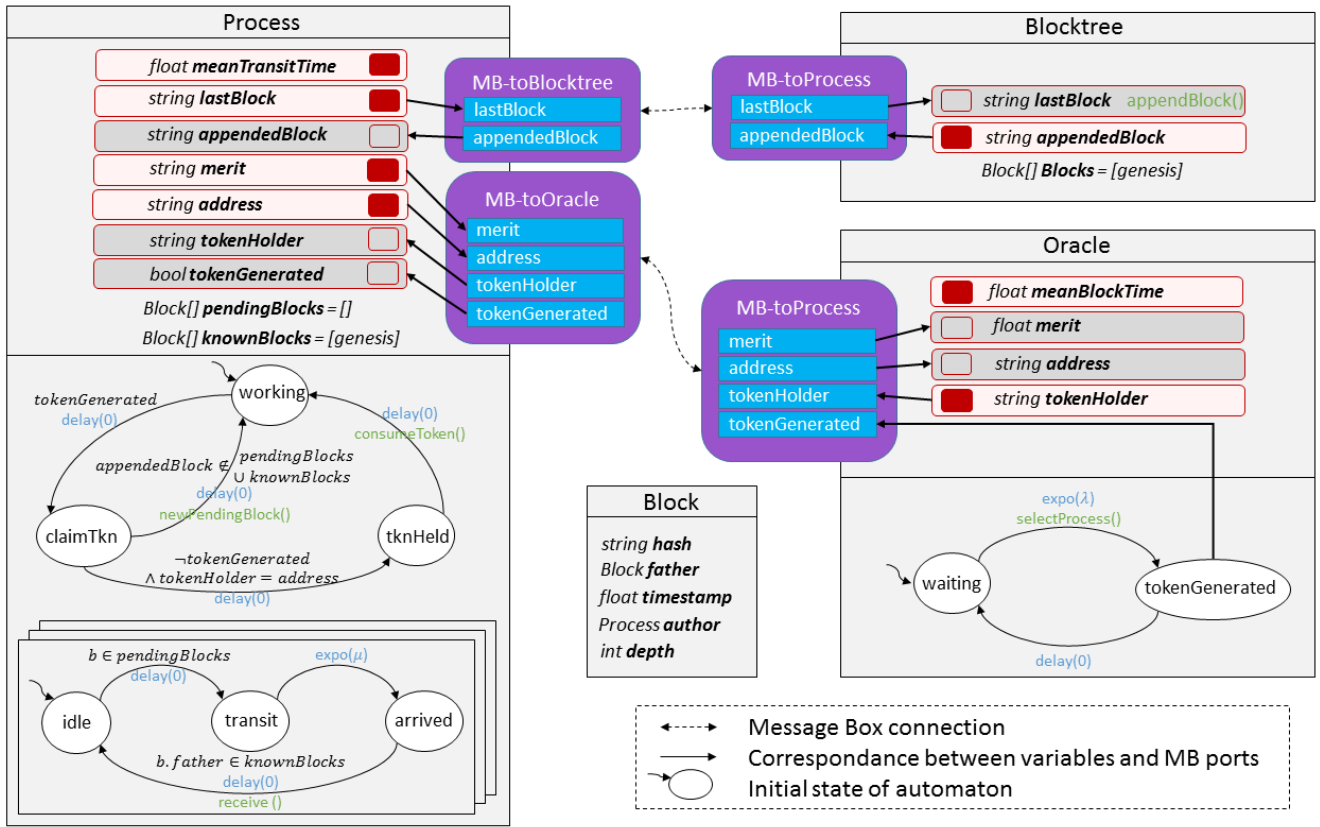 Process
float meanTransitTime
string lastBlock
string appendedBlock
string merit
string address
string tokenHolder
bool tokenGenerated
Block[] pendingBlocks = []
Block[] knownBlocks = [genesis]
MB-toBlocktree
lastBlock
appendedBlock
MB-toOracle
merit
address
tokenHolder
tokenGenerated
MB-toProcess
lastBlock
appendedBlock
Blocktree
string lastBlock appendBlock()
string appendedBlock
Block[] Blocks = [genesis]
MB-toProcess
merit
address
tokenHolder
tokenGenerated
Oracle
float meanBlockTime
float merit
string address
string tokenHolder
working
tokenGenerated
delay(0)
delay(0)
consumeToken()
appendedBlock ∉ pendingBlocks
∪ knownBlocks
delay(0)
newPendingBlock()
claimTkn
tknHeld
¬tokenGenerated
∧ tokenHolder = address
delay(0)
b ∈ pendingBlocks
delay(0)
expo(μ)
idle
transit
arrived
b. father ∈ knownBlocks
delay(0)
receive ()
Block
string hash
Block father
float timestamp
Process author
int depth
expo(λ)
selectProcess()
waiting
tokenGenerated
delay(0)
Message Box connection
Correspondance between variables and MB ports
Initial state of automaton